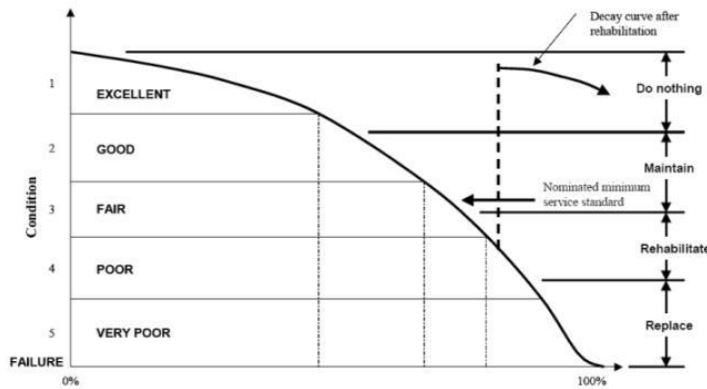 Decay curve after
rehabilitation
1
EXCELLENT
Do nothing
2
GOOD
Maintain
Nominated minimum
service standard
3
FAIR
Condition
Rehabilitate
4
POOR
Replace
5
VERY POOR
FAILURE
0%
100%